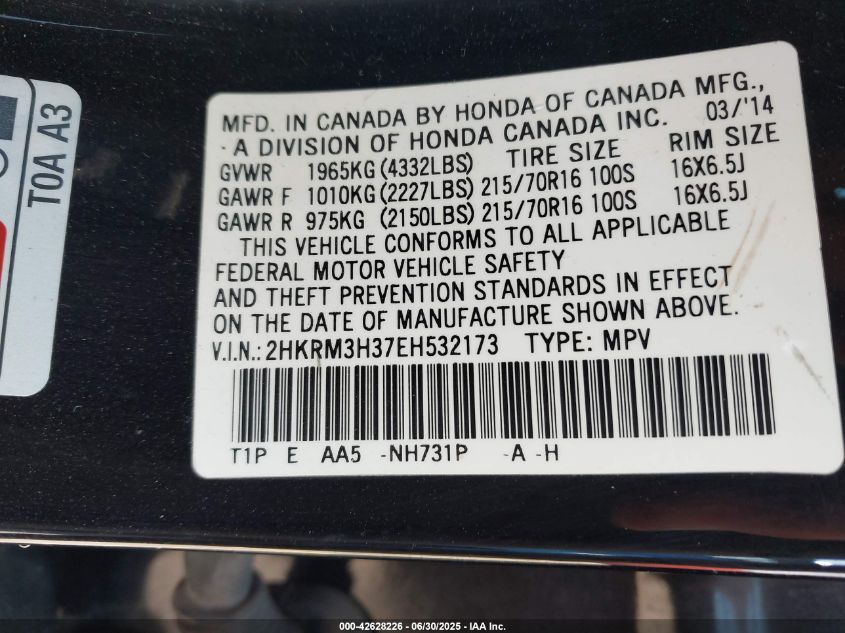 TOA A3
MFD. IN CANADA BY HONDA OF CANADA MFG.,
A DIVISION OF HONDA CANADA INC. 03/'14
GVWR 1965KG (4332LBS) TIRE SIZE RIM SIZE
GAWR F 1010KG (2227LBS) 215/70R16 100S 16X6.5J
GAWR R 975KG (2150LBS) 215/70R16 100S 16X6.5J
THIS VEHICLE CONFORMS TO ALL APPLICABLE
FEDERAL MOTOR VEHICLE SAFETY
AND THEFT PREVENTION STANDARDS IN EFFECT
ON THE DATE OF MANUFACTURE SHOWN ABOVE.
V.I.N.: 2HKRM3H37EH532173 TYPE: MPV
T1P E AA5 -NH731P -A -H
000-42628226 - 06/30/2025 - IAA Inc.